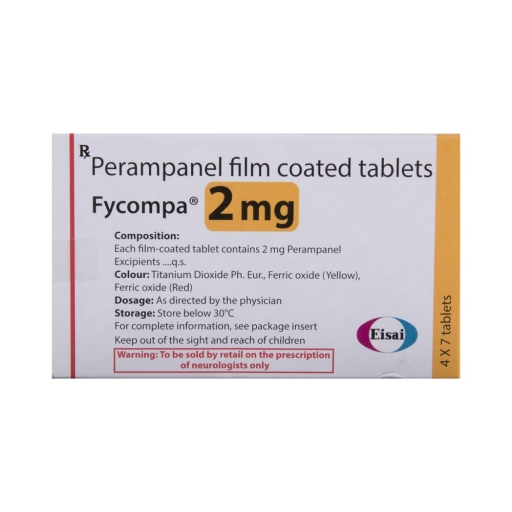 Rx
Perampanel film coated tablets
Fycompa® 2 mg
Composition:
Each film-coated tablet contains 2 mg Perampanel
Excipients ....q.s.
Colour: Titanium Dioxide Ph. Eur., Ferric oxide (Yellow),
Ferric oxide (Red)
Dosage: As directed by the physician
Storage: Store below 30°C
For complete information, see package insert
Keep out of the sight and reach of children
Warning: To be sold by retail on the prescription
of neurologists only
Eisai
4 X 7 tablets